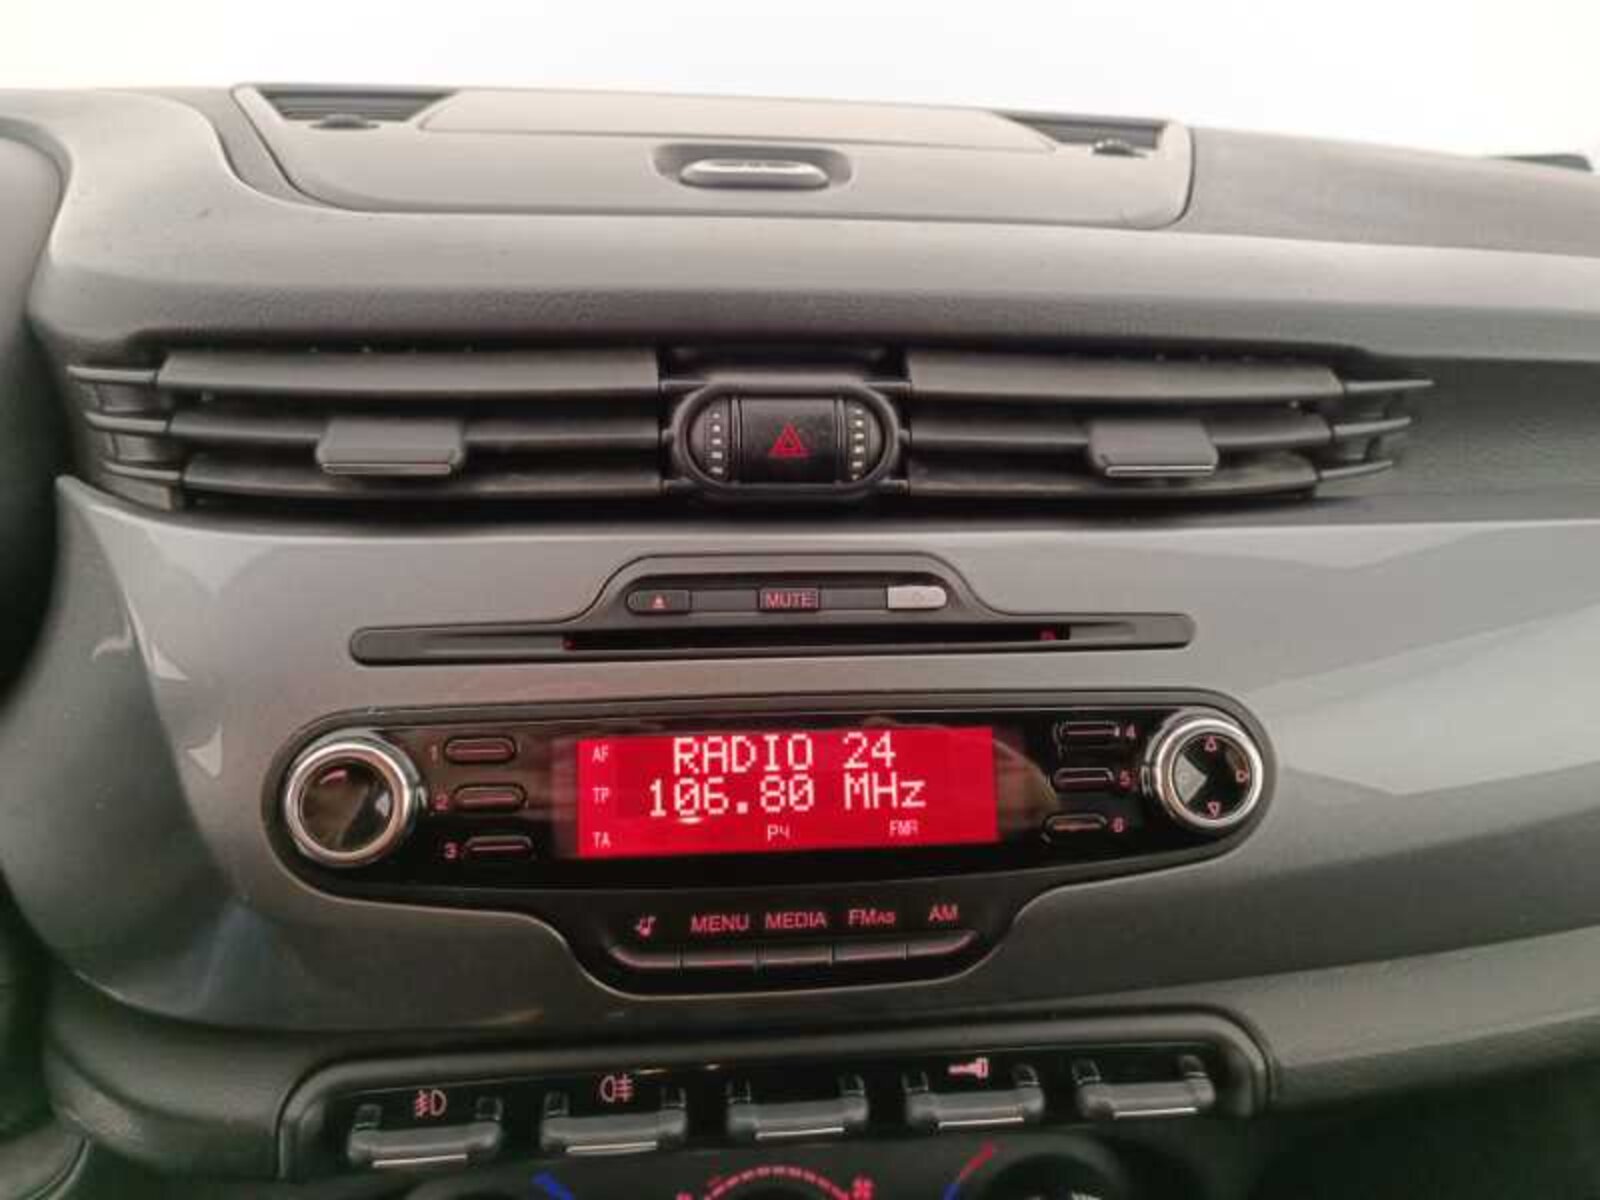 MUTE
1
2
3
AF
TP
TA
RADIO 24
106.80 MHz
P4
FMA
4
5
6
MENU MEDIA FMAS AM